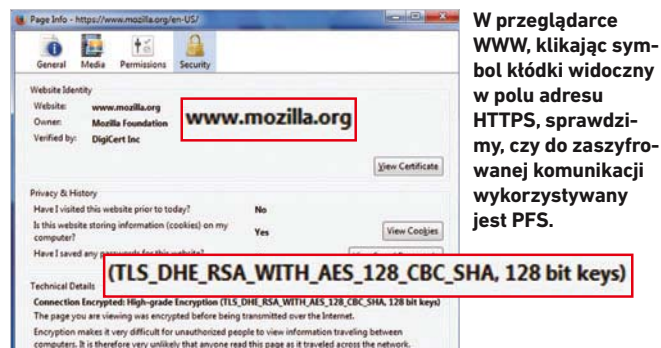 Page Info - https://www.mozilla.org/en-US/
General Media Permissions Security
Website Identity
Website: www.mozilla.org
Owner: Mozilla Foundation
Verified by: DigiCert Inc
www.mozilla.org
View Certificate
Privacy & History
Have I visited this website prior to today? No
Is this website storing information (cookies) on my computer? Yes View Cookies
Have I saved any
(TLS_DHE_RSA_WITH_AES_128_CBC_SHA, 128 bit keys)
Technical Details
Connection Encrypted: High-grade Encryption (TLS_DHE_RSA_WITH_AES_128_CBC_SHA, 128 bit keys)
The page you are viewing was encrypted before being transmitted over the Internet.
Encryption makes it very difficult for unauthorized people to view information traveling between
computers. It is therefore very unlikely that anyone read this page as it traveled across the network.
W przeglądarce
WWW, klikając sym-
bol kłódki widoczny
w polu adresu
HTTPS, sprawdzi-
my, czy do zaszyfro-
wanej komunikacji
wykorzystywany
jest PFS.